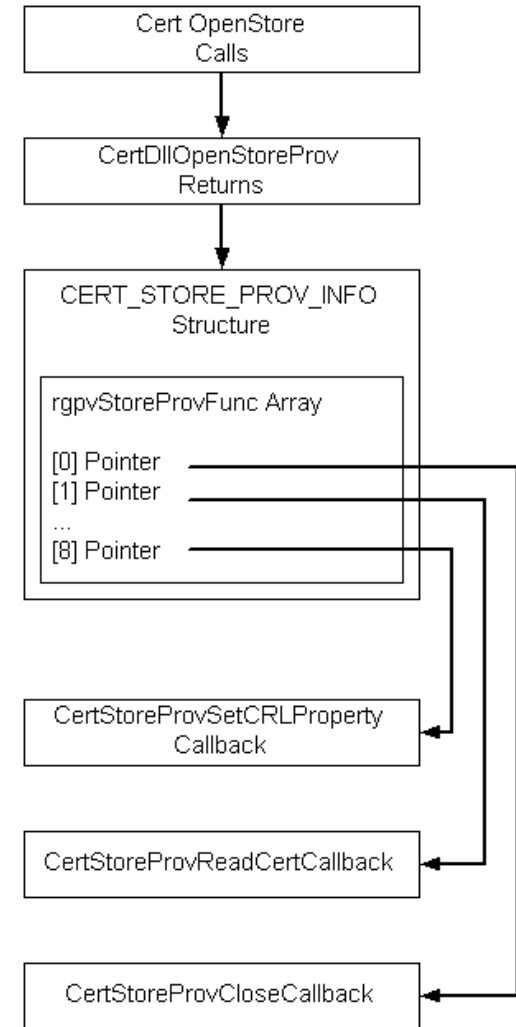 Cert OpenStore
Calls
CertDllOpenStoreProv
Returns
CERT_STORE_PROV_INFO
Structure
rgpvStoreProvFunc Array
[0] Pointer
[1] Pointer
...
[8] Pointer
CertStoreProvSetCRLProperty
Callback
CertStoreProvReadCertCallback
CertStoreProvCloseCallback